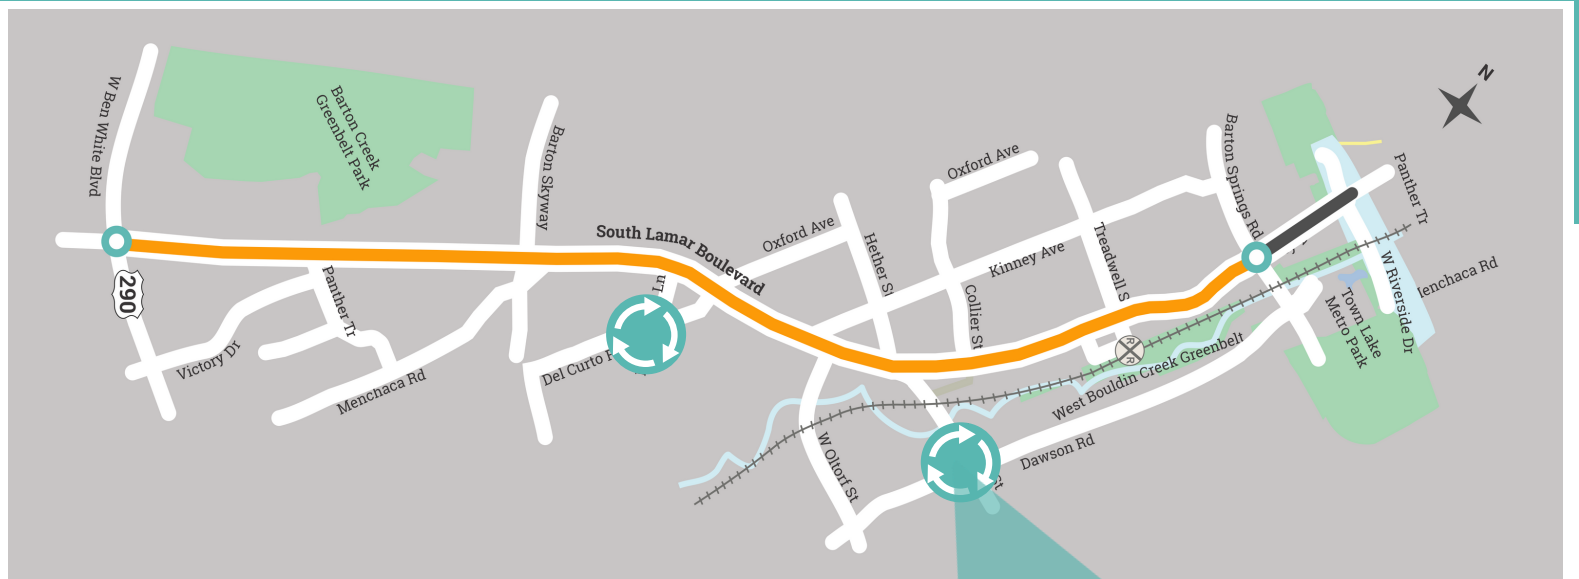 N
W Ben White Blvd
Barton Creek
Greenbelt Park
Barton Skyway
South Lamar Boulevard
Oxford Ave
Oxford Ave
Barton Springs Rd
Panther Tr
Hether S
Kinney Ave
Treadwell S
Collier St
290
Panther Tr
Ln
Victory Dr
Menchaca Rd
Del Curto
R R
W Riverside Dr
enchaca Rd
Town Lake
Metro Park
West Bouldin Creek Greenbelt
Dawson Rd
W Oltorf St
St